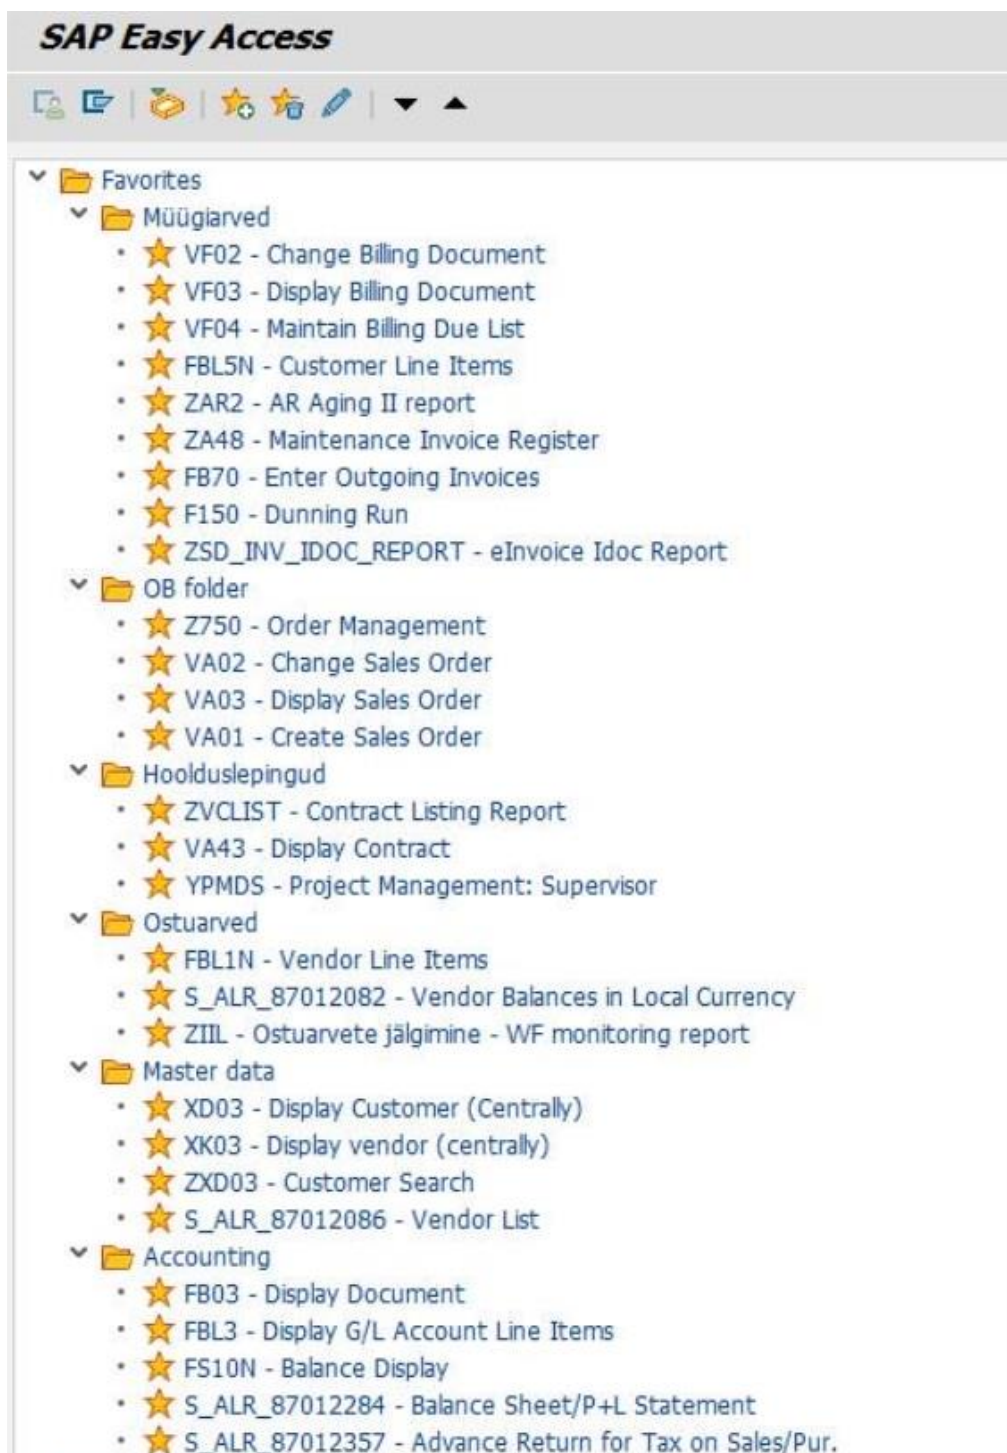 SAP Easy Access
Favorites
Müügiarved
VF02 - Change Billing Document
VF03 - Display Billing Document
VF04 - Maintain Billing Due List
FBL5N - Customer Line Items
ZAR2 - AR Aging II report
ZA48 - Maintenance Invoice Register
FB70 - Enter Outgoing Invoices
F150 - Dunning Run
ZSD_INV_IDOC_REPORT - eInvoice Idoc Report
OB folder
Z750 - Order Management
VA02 - Change Sales Order
VA03 - Display Sales Order
VA01 - Create Sales Order
Hoolduslepingud
ZVCLIST - Contract Listing Report
VA43 - Display Contract
YPMDS - Project Management: Supervisor
Ostuarved
FBL1N - Vendor Line Items
S_ALR_87012082 - Vendor Balances in Local Currency
ZIIL - Ostuarvete jälgimine - WF monitoring report
Master data
XD03 - Display Customer (Centrally)
XK03 - Display vendor (centrally)
ZXD03 - Customer Search
S_ALR_87012086 - Vendor List
Accounting
FB03 - Display Document
FBL3 - Display G/L Account Line Items
FS10N - Balance Display
S_ALR_87012284 - Balance Sheet/P+L Statement
S_ALR_87012357 - Advance Return for Tax on Sales/Pur.